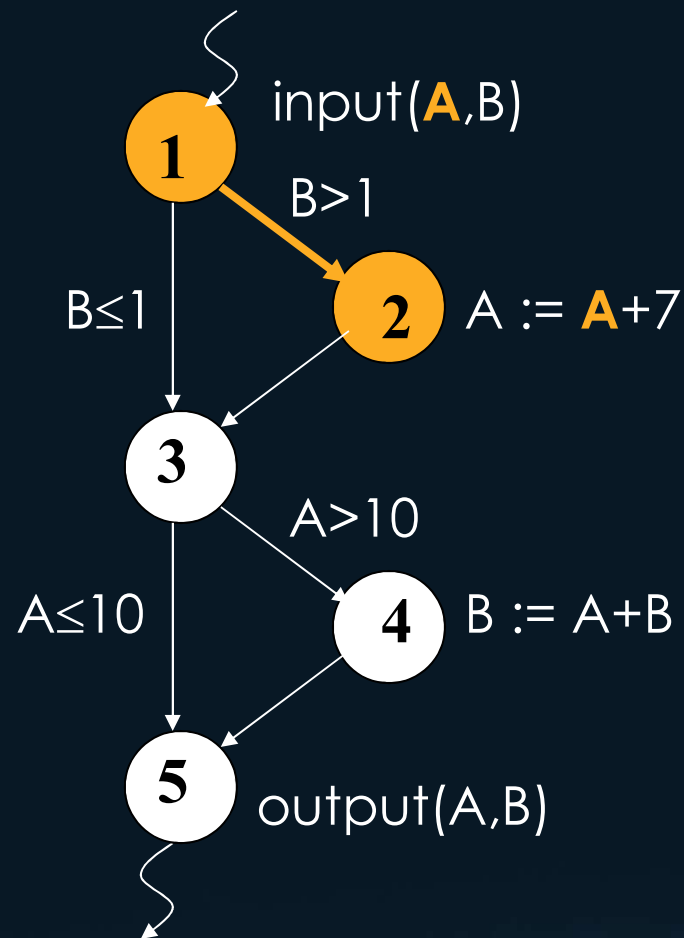 input(A,B)
1
B>1
B≤1
2
A := A+7
3
A>10
A≤10
4
B := A+B
5
output(A,B)